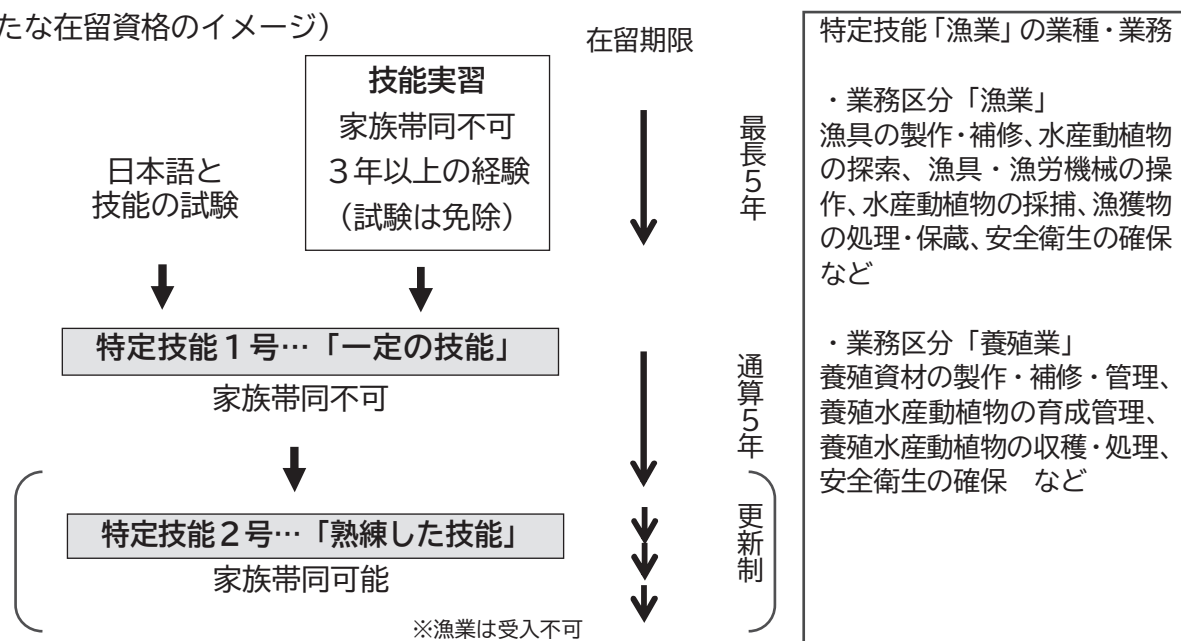 たな在留資格のイメージ）
在留期限
技能実習
家族帯同不可
３年以上の経験
（試験は免除）
日本語と
技能の試験
最長５年
特定技能１号…「一定の技能」
家族帯同不可
通算５年
特定技能２号…「熟練した技能」
家族帯同可能
更新制
※漁業は受入不可
特定技能「漁業」の業種・業務
・業務区分「漁業」
漁具の製作・補修、水産動植物
の探索、漁具・漁労機械の操
作、水産動植物の採捕、漁獲物
の処理・保蔵、安全衛生の確保
など
・業務区分「養殖業」
養殖資材の製作・補修・管理、
養殖水産動植物の育成管理、
養殖水産動植物の収穫・処理、
安全衛生の確保　など